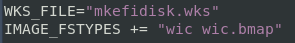 WKS_FILE="mkefidisk.wks"
IMAGE_FSTYPES += "wic wic.bmap"